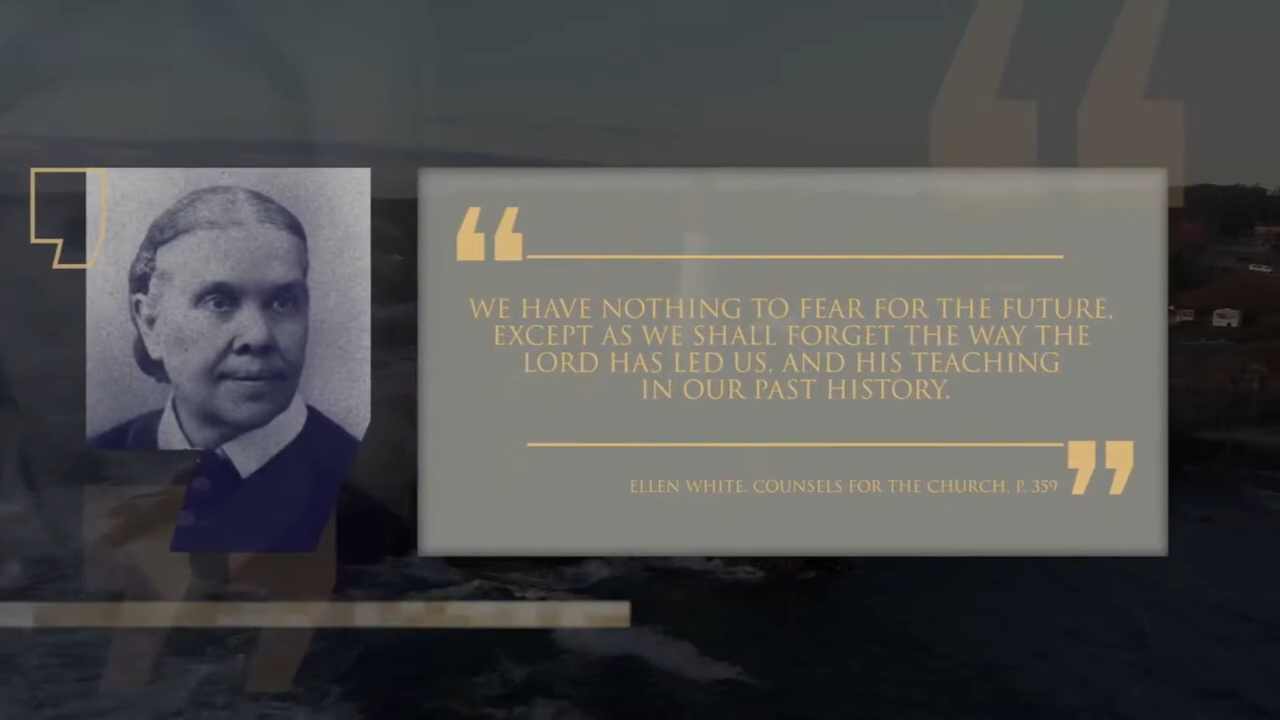 WE HAVE NOTHING TO FEAR FOR THE FUTURE,
EXCEPT AS WE SHALL FORGET THE WAY THE
LORD HAS LED US, AND HIS TEACHING
IN OUR PAST HISTORY.
ELLEN WHITE. COUNSELS FOR THE CHURCH, P. 359